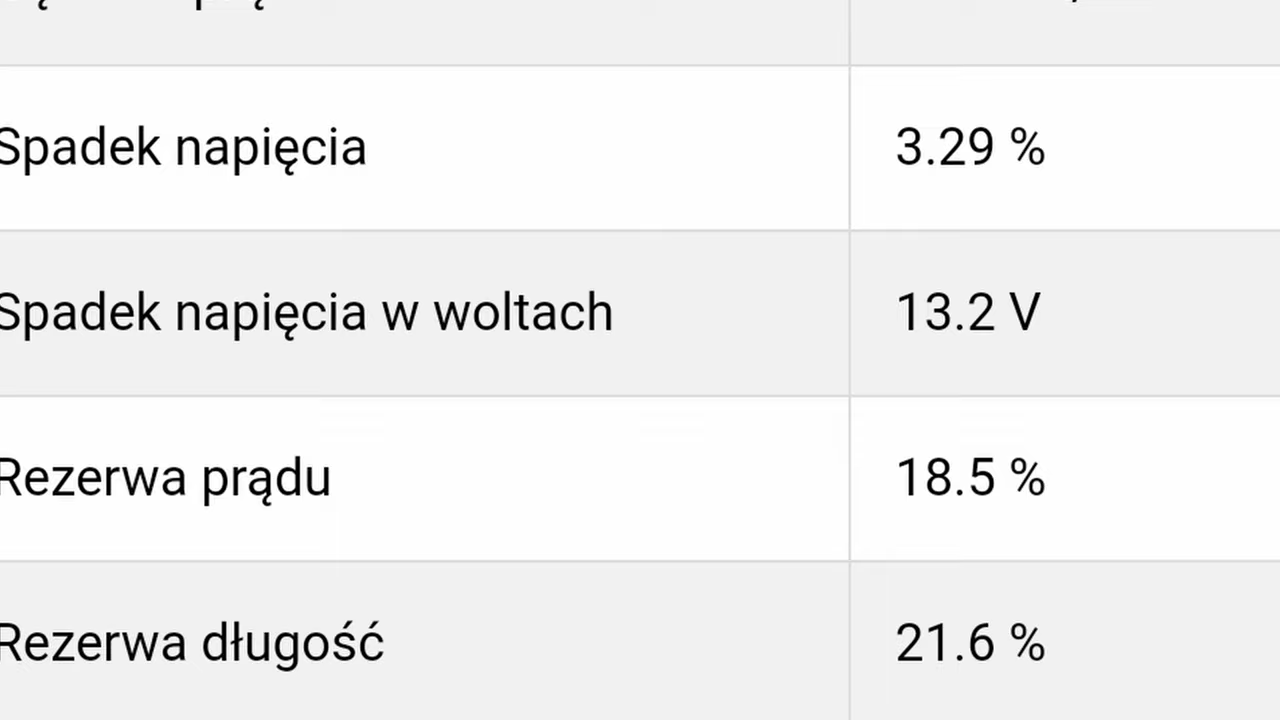 Spadek napięcia 3.29 %
Spadek napięcia w woltach 13.2 V
Rezerwa prądu 18.5 %
Rezerwa długość 21.6 %